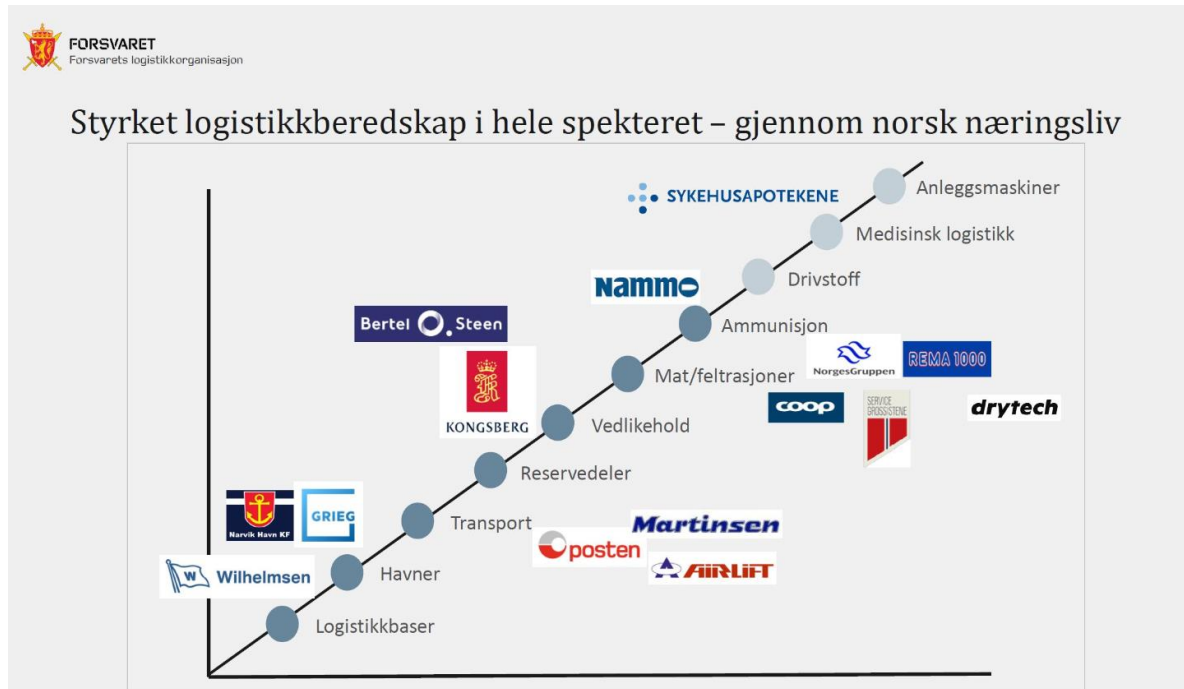 FORSVARET
Forsvarets logistikkorganisasjon
Styrket logistikkberedskap i hele spekteret – gjennom norsk næringsliv
SYKEHUSAPOTEKENE
Anleggsmaskiner
Medisinsk logistikk
Drivstoff
Nammo
Ammunisjon
Bertel O. Steen
NorgesGruppen
REMA 1000
Mat/feltrasjoner
KONGSBERG
coop
SERVICE
GROSSISTENE
drytech
Vedlikehold
Reservedeler
Narvik Havn KF
GRIEG
Transport
Martinsen
posten
AIRLIFT
W Wilhelmsen
Havner
Logistikkbaser